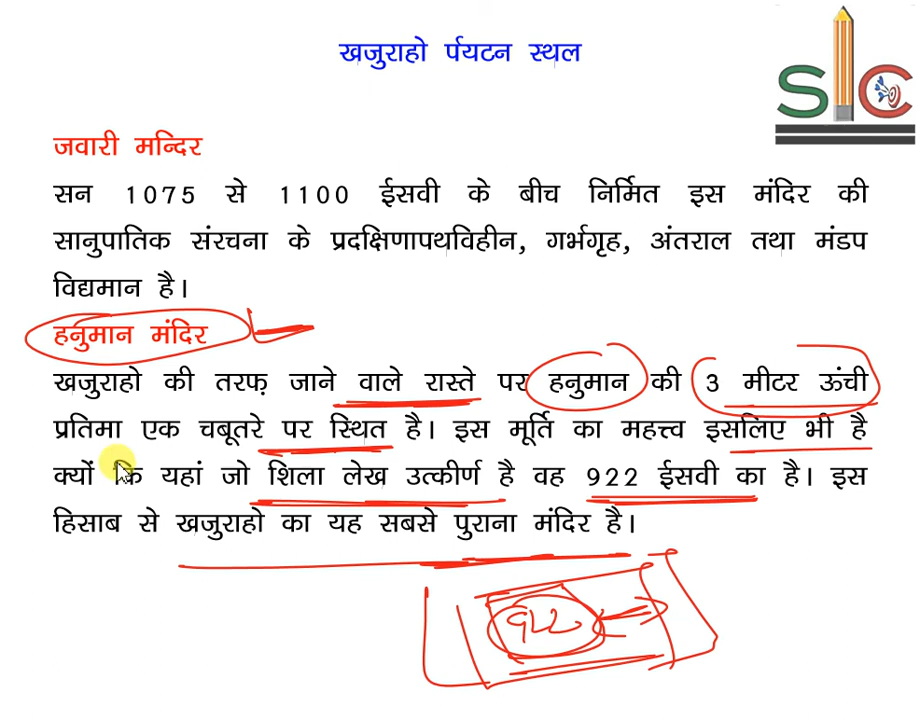 खजुराहो र्पयटन स्थल
SIC
जवारी मन्दिर
सन 1075 से 1100 ईसवी के बीच निर्मित इस मंदिर की
सानुपातिक संरचना के प्रदक्षिणापथविहीन, गर्भगृह, अंतराल तथा मंडप
विद्यमान है।
हनुमान मंदिर
खजुराहो की तरफ़ जाने वाले रास्ते पर हनुमान की 3 मीटर ऊंची
प्रतिमा एक चबूतरे पर स्थित है। इस मूर्ति का महत्त्व इसलिए भी है
क्यों कि यहां जो शिला लेख उत्कीर्ण है वह 922 ईसवी का है। इस
हिसाब से खजुराहो का यह सबसे पुराना मंदिर है।
९२२